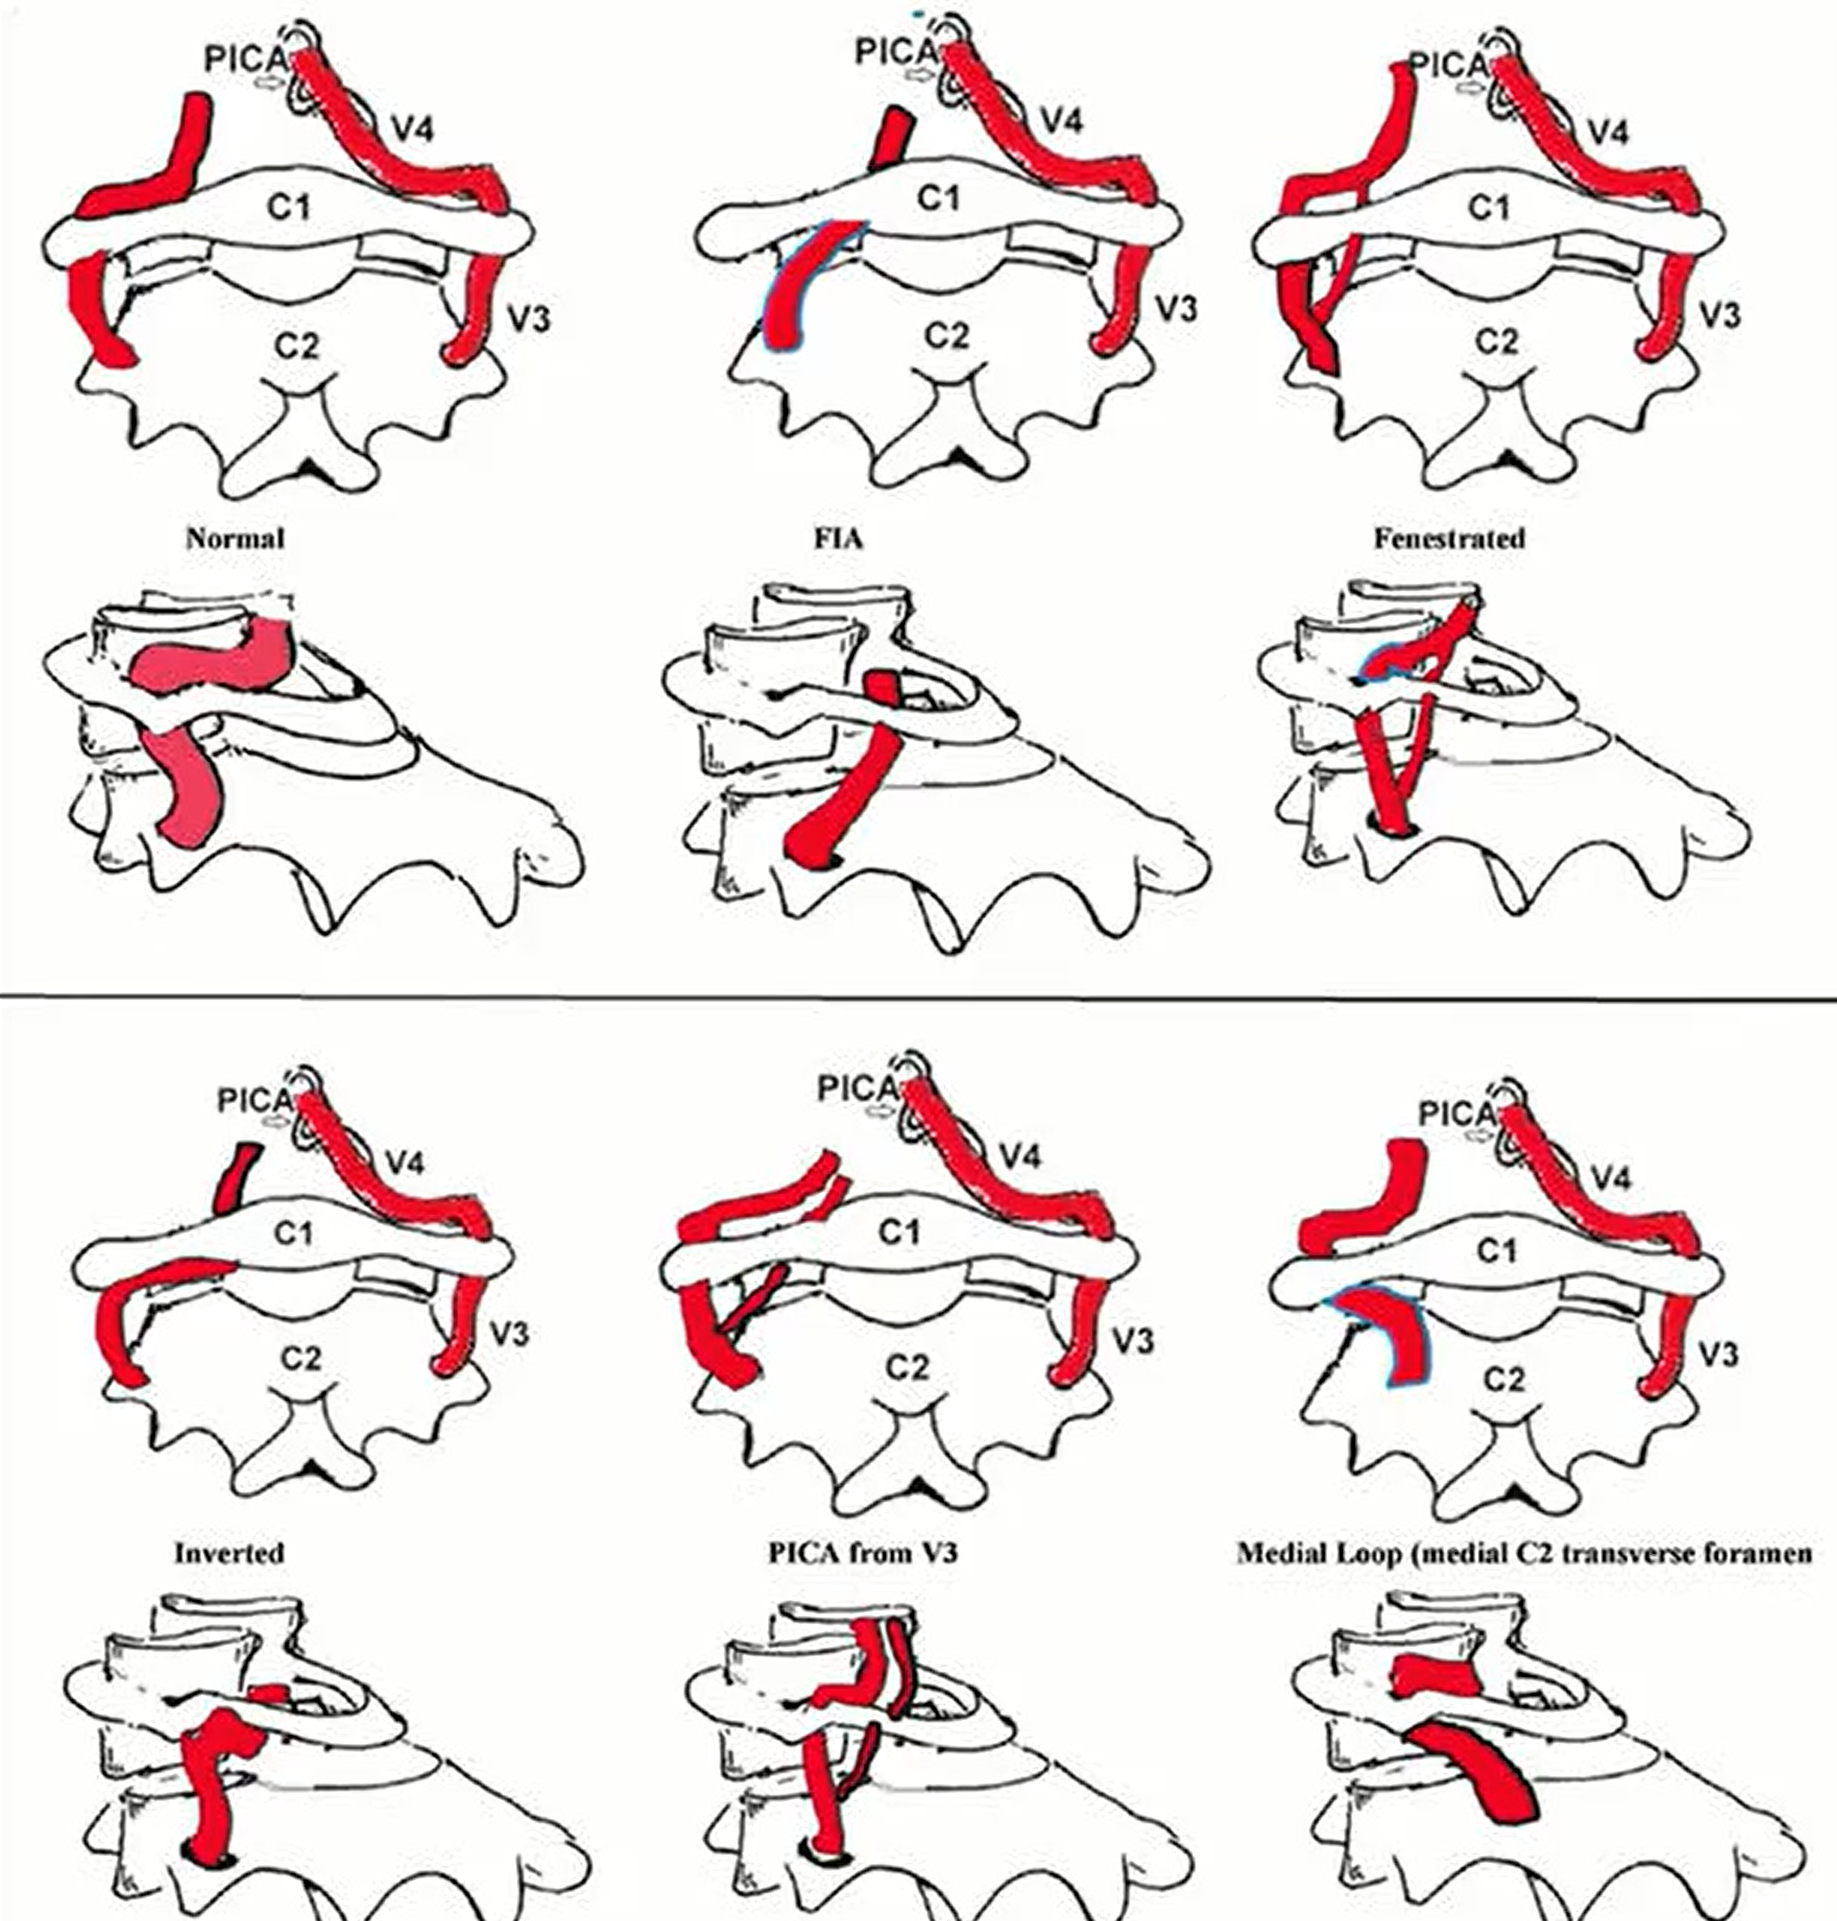 PICA
V4
C1
V3
C2
Normal
PICA
V4
C1
V3
C2
FIA
PICA
V4
C1
V3
C2
Fenestrated
PICA
V4
C1
V3
C2
Inverted
PICA
V4
C1
V3
C2
PICA from V3
PICA
V4
C1
V3
C2
Medial Loop (medial C2 transverse foramen